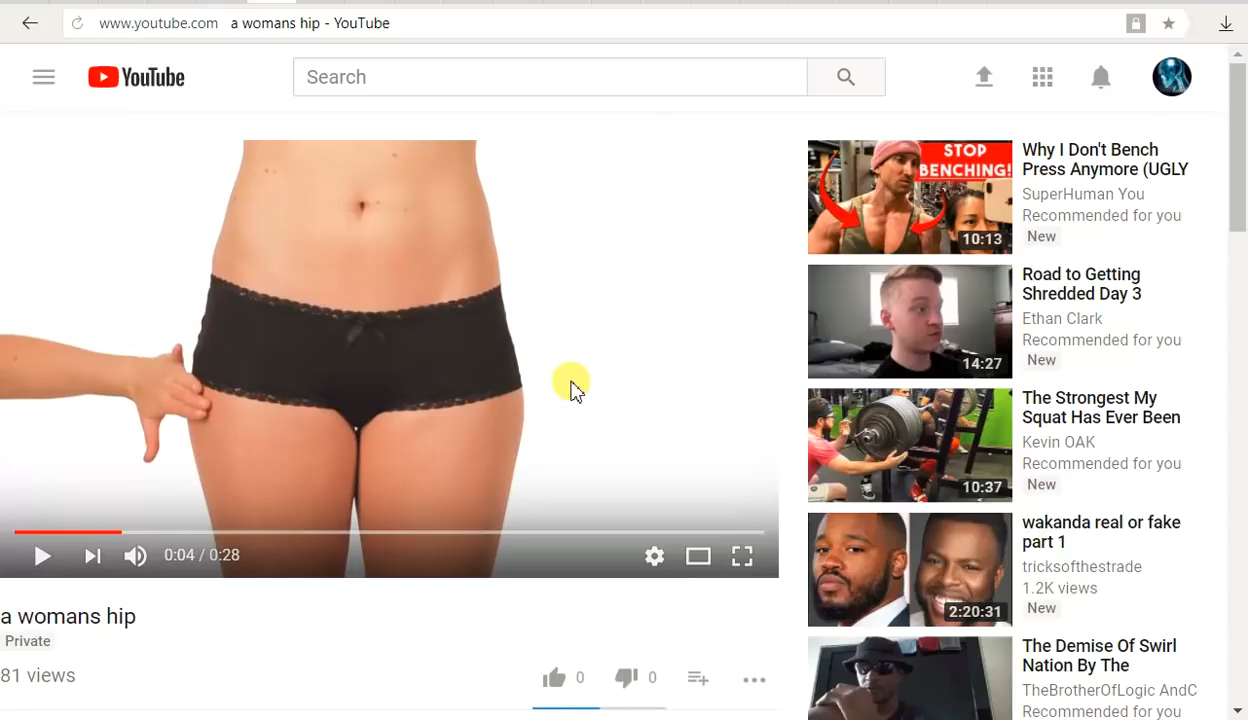 www.youtube.com a womans hip - YouTube
YouTube
Search
0:04 / 0:28
a womans hip
Private
81 views
0
0
STOP
BENCHING!
10:13
Why I Don't Bench
Press Anymore (UGLY
SuperHuman You
Recommended for you
New
14:27
Road to Getting
Shredded Day 3
Ethan Clark
Recommended for you
New
10:37
The Strongest My
Squat Has Ever Been
Kevin OAK
Recommended for you
New
2:20:31
wakanda real or fake
part 1
tricksofthestrade
1.2K views
New
The Demise Of Swirl
Nation By The
TheBrotherOfLogic AndC
Recommended for you